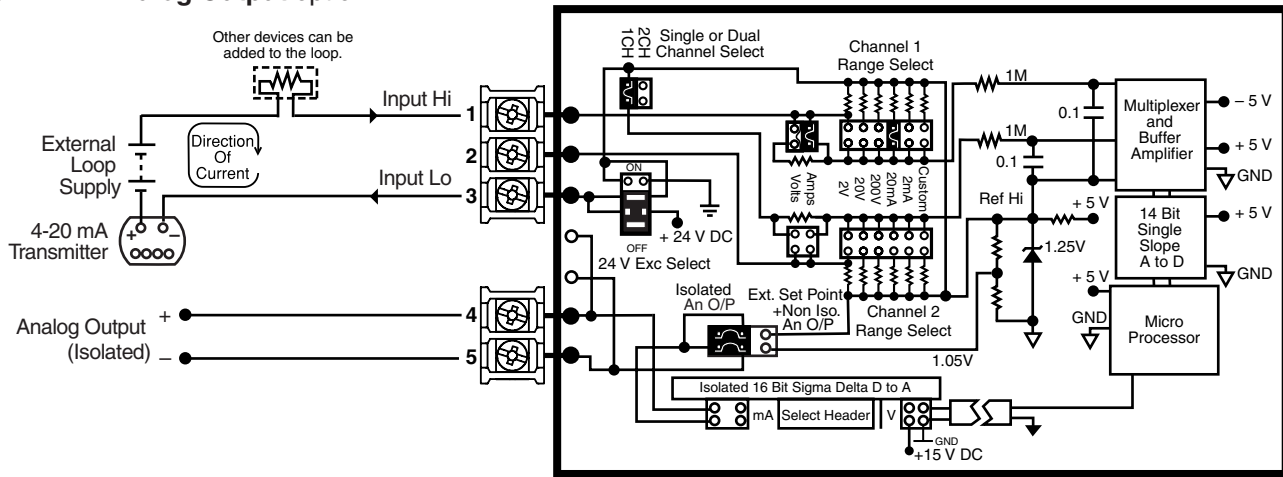 Other devices can be
added to the loop.
Input Hi
External
Loop
Supply
Direction
Of
Current
Input Lo
+ –
4-20 mA
Transmitter
Analog Output
(Isolated)
+
–
1
2
3
4
5
1CH
2CH
Single or Dual
Channel Select
Channel 1
Range Select
ON
OFF
+ 24 V DC
24 V Exc Select
Volts
Amps
2V
20V
200V
20mA
2mA
Custom
1M
0.1
1M
0.1
Multiplexer
and
Buffer
Amplifier
– 5 V
+ 5 V
GND
Ref Hi
+ 5 V
14 Bit
Single
Slope
A to D
+ 5 V
GND
1.25V
+ 5 V
GND
Micro
Processor
Isolated
An O/P
Ext. Set Point
+Non Iso.
An O/P
Channel 2
Range Select
1.05V
Isolated 16 Bit Sigma Delta D to A
mA
Select Header
V
GND
+15 V DC